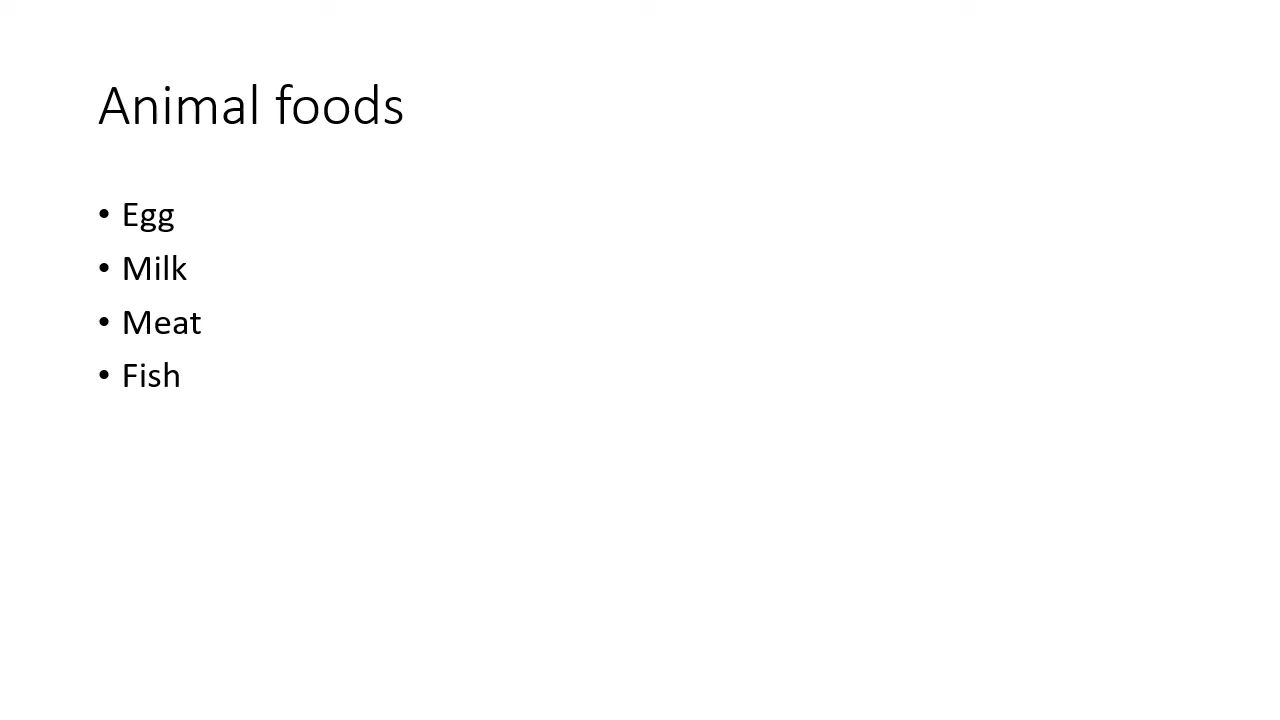 Animal foods
• Egg
• Milk
• Meat
• Fish